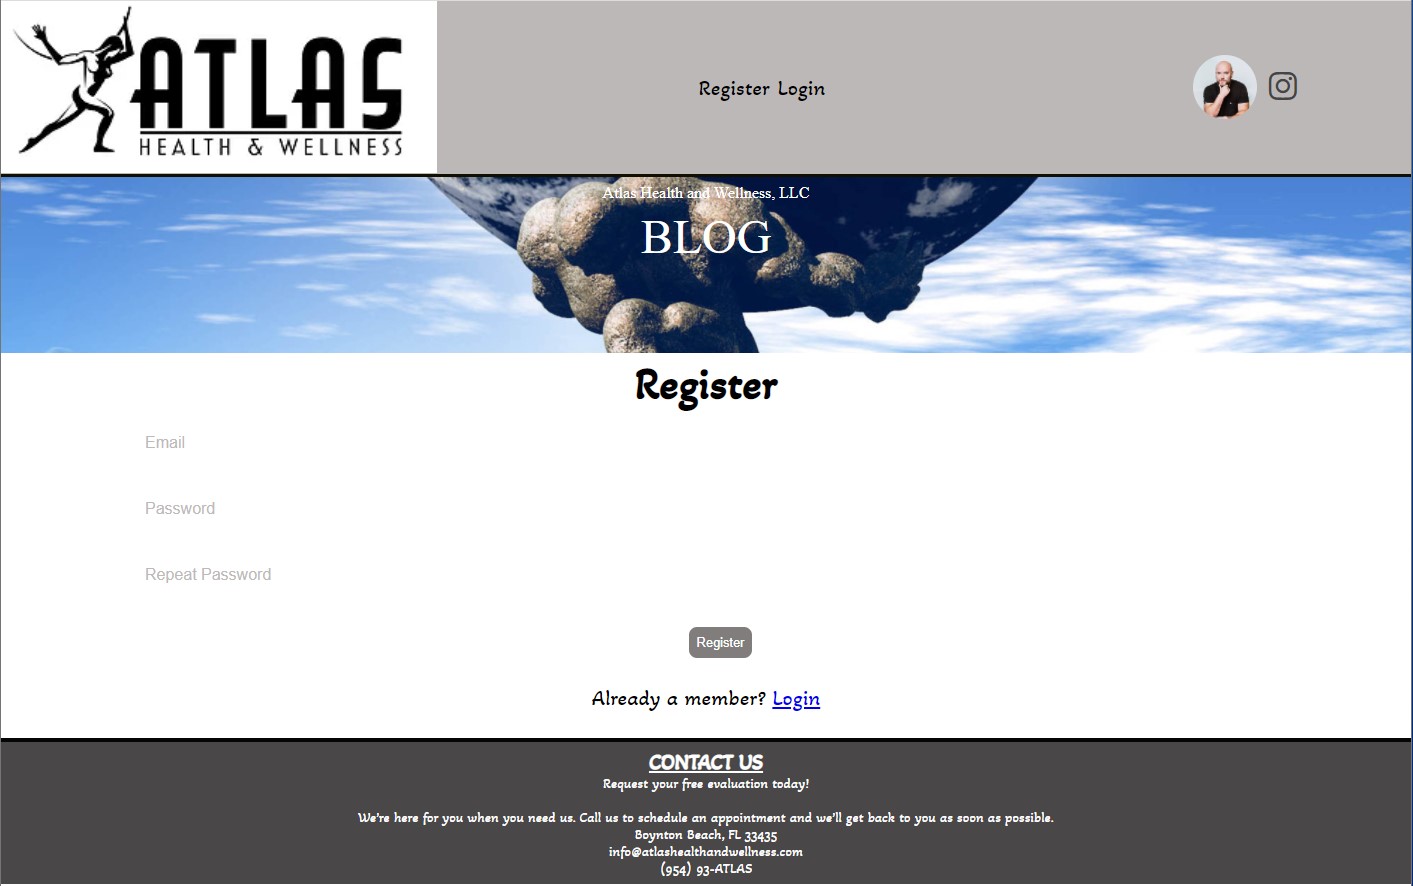 ATLAS
HEALTH & WELLNESS
Register Login
Atlas Health and Wellness, LLC
BLOG
Register
Email
Password
Repeat Password
Register
Already a member? Login
CONTACT US
Request your free evaluation today!
We're here for you when you need us. Call us to schedule an appointment and we'll get back to you as soon as possible.
Boynton Beach, FL 33435
info@atlashealthandwellness.com
(954) 93-ATLAS